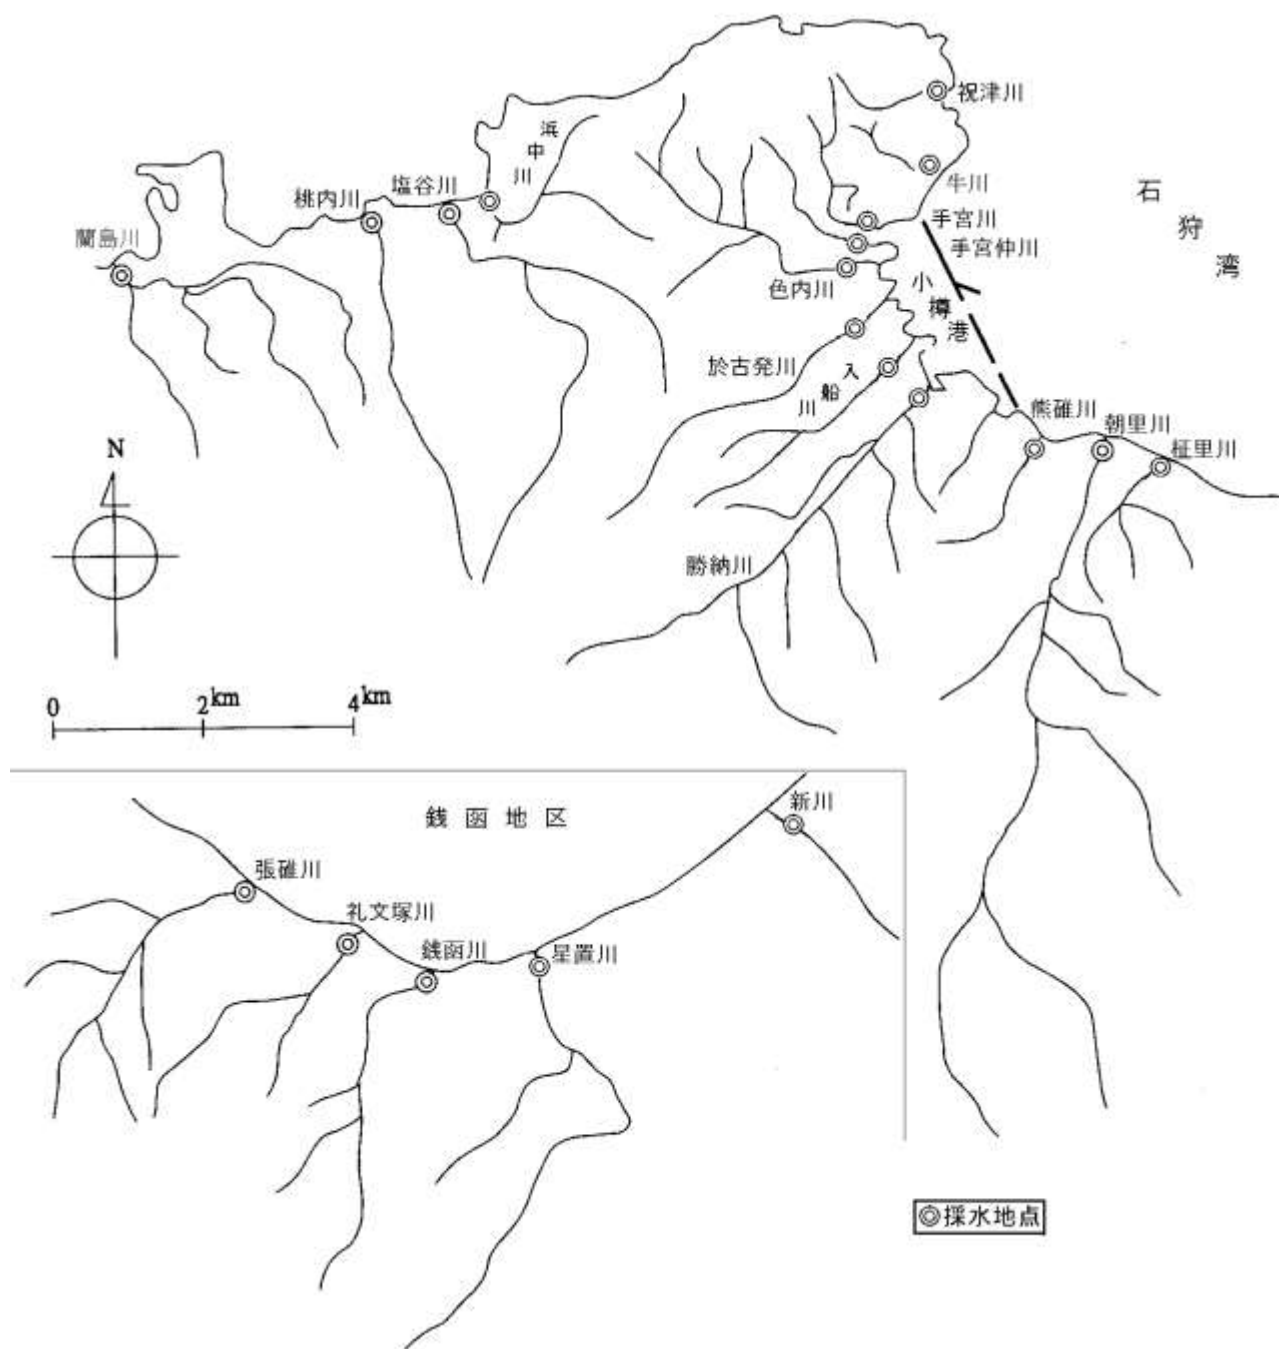 祝津川
浜中川
塩谷川
桃内川
牛川
石狩湾
蘭島川
手宮川
手宮仲川
色内川
小樽港
於古発川
入船川
熊碓川
朝里川
柾里川
N
勝納川
0 2km 4km
銭函地区
新川
張碓川
礼文塚川
銭函川
星置川
◎採水地点